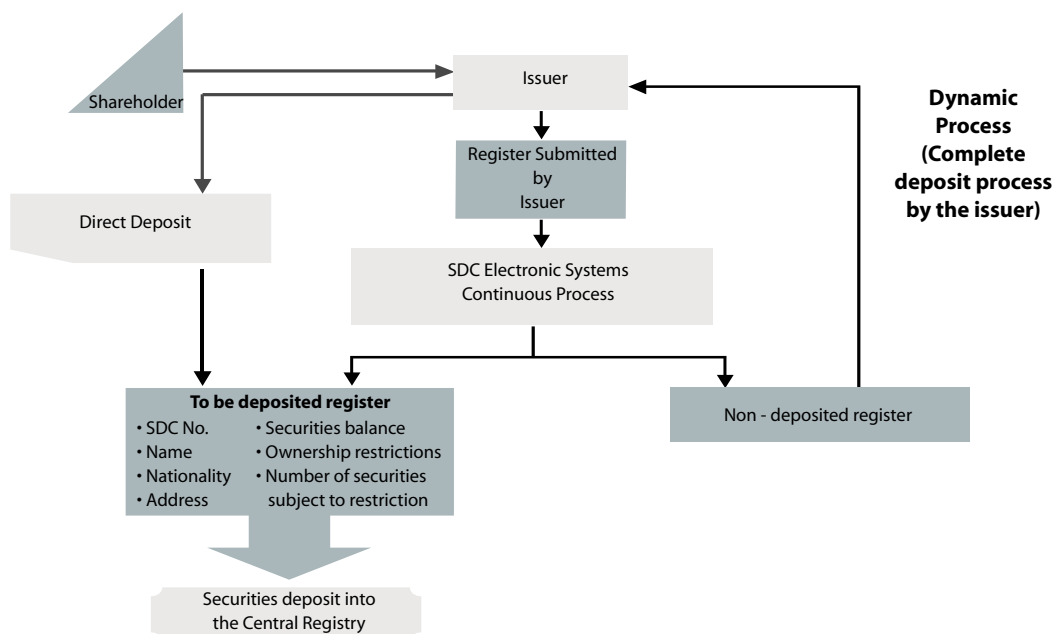 Shareholder
Issuer
Dynamic
Process
(Complete
deposit process
by the issuer)
Register Submitted
by
Issuer
Direct Deposit
SDC Electronic Systems
Continuous Process
To be deposited register
• SDC No.
• Name
• Nationality
• Address
• Securities balance
• Ownership restrictions
• Number of securities
subject to restriction
Non - deposited register
Securities deposit into
the Central Registry